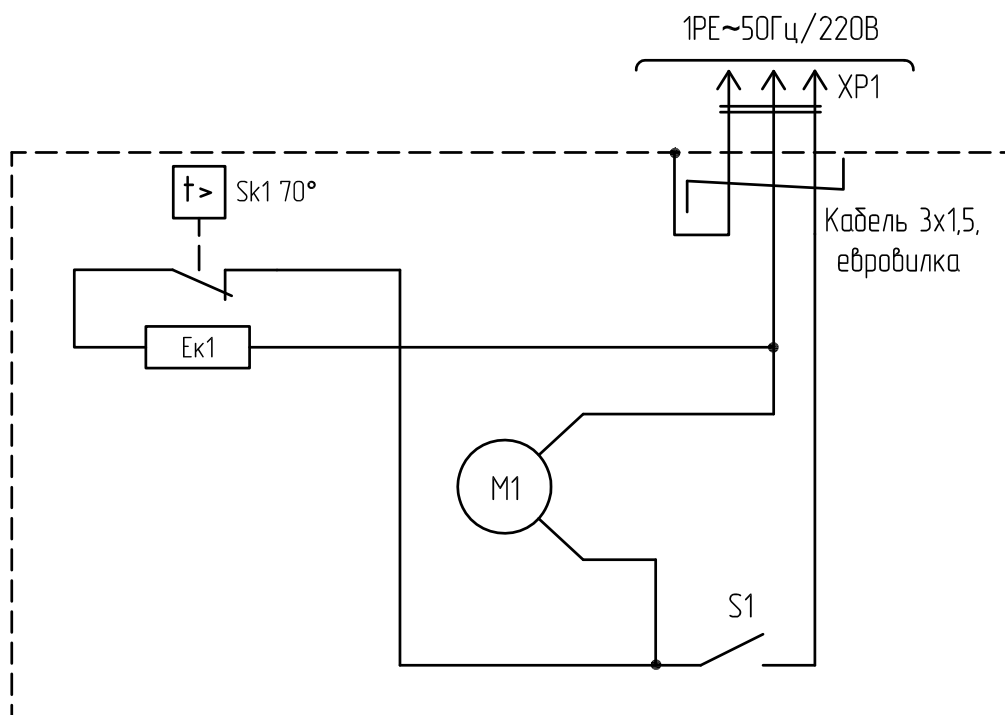 1PE~50Гц/220В
XP1
t>
Sk1 70°
Кабель 3х1,5,
евровилка
Ек1
M1
S1